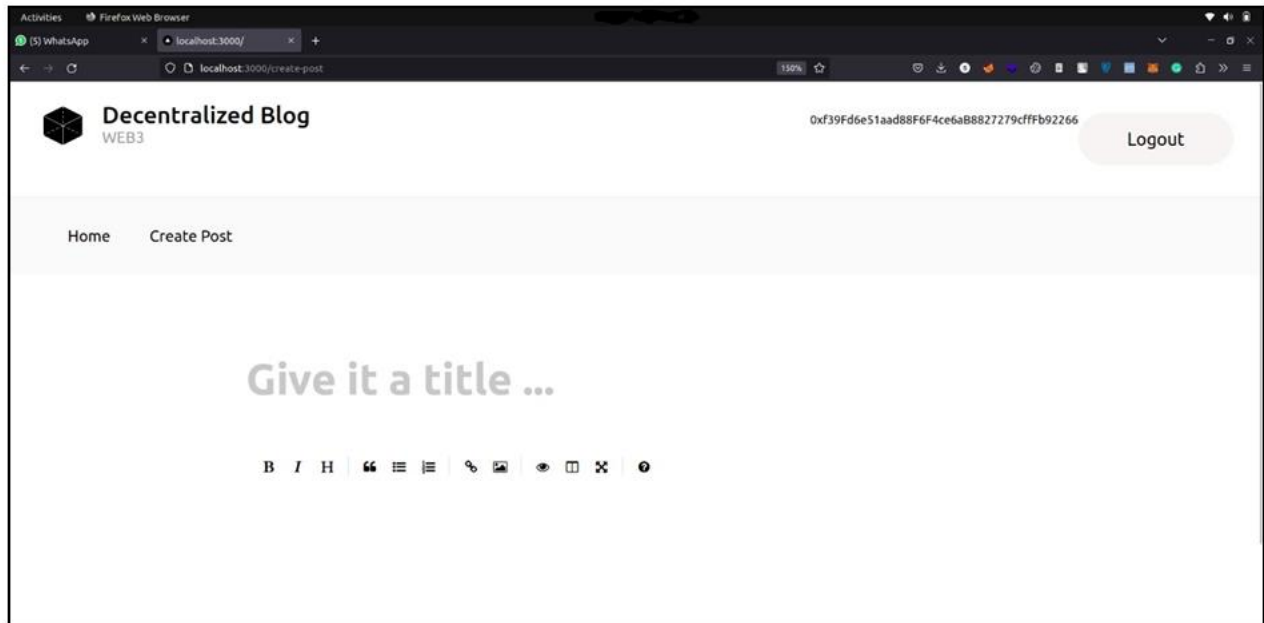 Activities Firefox Web Browser
(5) WhatsApp localhost:3000/
localhost:3000/create-post 150%
Decentralized Blog
WEB3
0xf39Fd6e51aad88F6F4ce6aB8827279cffFb92266
Logout
Home Create Post
Give it a title ...
B I H